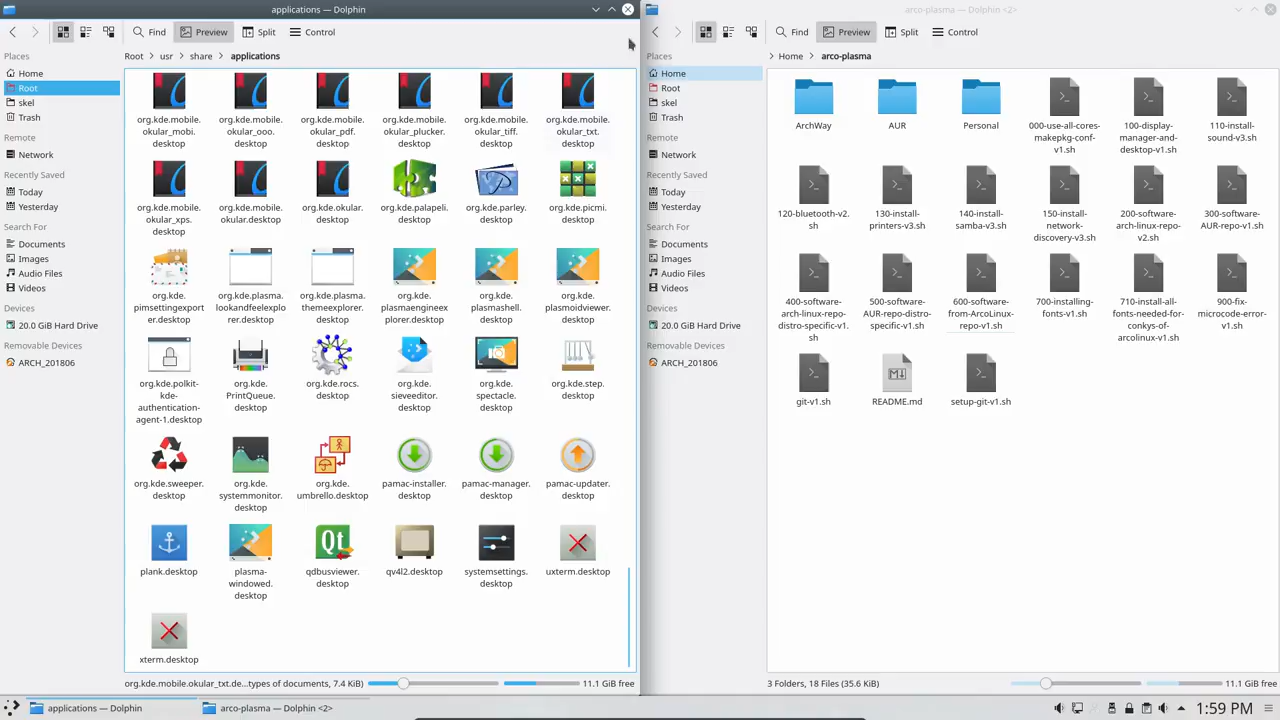 applications — Dolphin
Find
Preview
Split
Control
Places
Home
Root
skel
Trash
Remote
Network
Recently Saved
Today
Yesterday
Search For
Documents
Images
Audio Files
Videos
Devices
20.0 GiB Hard Drive
Removable Devices
ARCH_201806
Root > usr > share > applications
org.kde.mobile.
okular_mobi.
desktop
org.kde.mobile.
okular_ooo.
desktop
org.kde.mobile.
okular_pdf.
desktop
org.kde.mobile.
okular_plucker.
desktop
org.kde.mobile.
okular_tiff.
desktop
org.kde.mobile.
okular_txt.
desktop
org.kde.mobile.
okular_xps.
desktop
org.kde.mobile.
okular.desktop
org.kde.okular.
desktop
org.kde.palapeli.
desktop
org.kde.parley.
desktop
org.kde.picmi.
desktop
org.kde.
pimsettingexport
er.desktop
org.kde.plasma.
lookandfeelexplo
rer.desktop
org.kde.plasma.
themeexplorer.
desktop
org.kde.
plasmaengineex
plorer.desktop
org.kde.
plasmashell.
desktop
org.kde.
plasmoidviewer.
desktop
org.kde.polkit-
kde-
authentication-
agent-1.desktop
org.kde.
PrintQueue.
desktop
org.kde.rocs.
desktop
org.kde.
sieveeditor.
desktop
org.kde.
spectacle.
desktop
org.kde.step.
desktop
org.kde.sweeper.
desktop
org.kde.
systemmonitor.
desktop
org.kde.
umbrello.desktop
pamac-installer.
desktop
pamac-manager.
desktop
pamac-updater.
desktop
plank.desktop
plasma-
windowed.
desktop
qdbusviewer.
desktop
qv4l2.desktop
systemsettings.
desktop
uxterm.desktop
xterm.desktop
org.kde.mobile.okular_txt.de...types of documents, 7.4 KiB)
11.1 GiB free
arco-plasma — Dolphin <2>
Find
Preview
Split
Control
Places
Home
Root
skel
Trash
Remote
Network
Recently Saved
Today
Yesterday
Search For
Documents
Images
Audio Files
Videos
Devices
20.0 GiB Hard Drive
Removable Devices
ARCH_201806
> Home > arco-plasma
ArchWay
AUR
Personal
000-use-all-cores-
makepkg-conf-
v1.sh
100-display-
manager-and-
desktop-v1.sh
110-install-
sound-v3.sh
120-bluetooth-v2.
sh
130-install-
printers-v3.sh
140-install-
samba-v3.sh
150-install-
network-
discovery-v3.sh
200-software-
arch-linux-repo-
v2.sh
300-software-
AUR-repo-v1.sh
400-software-
arch-linux-repo-
distro-specific-v1.
sh
500-software-
AUR-repo-distro-
specific-v1.sh
600-software-
from-ArcoLinux-
repo-v1.sh
700-installing-
fonts-v1.sh
710-install-all-
fonts-needed-for-
conkys-of-
arcolinux-v1.sh
900-fix-
microcode-error-
v1.sh
git-v1.sh
README.md
setup-git-v1.sh
3 Folders, 18 Files (35.6 KiB)
11.1 GiB free
applications — Dolphin
arco-plasma — Dolphin <2>
1:59 PM